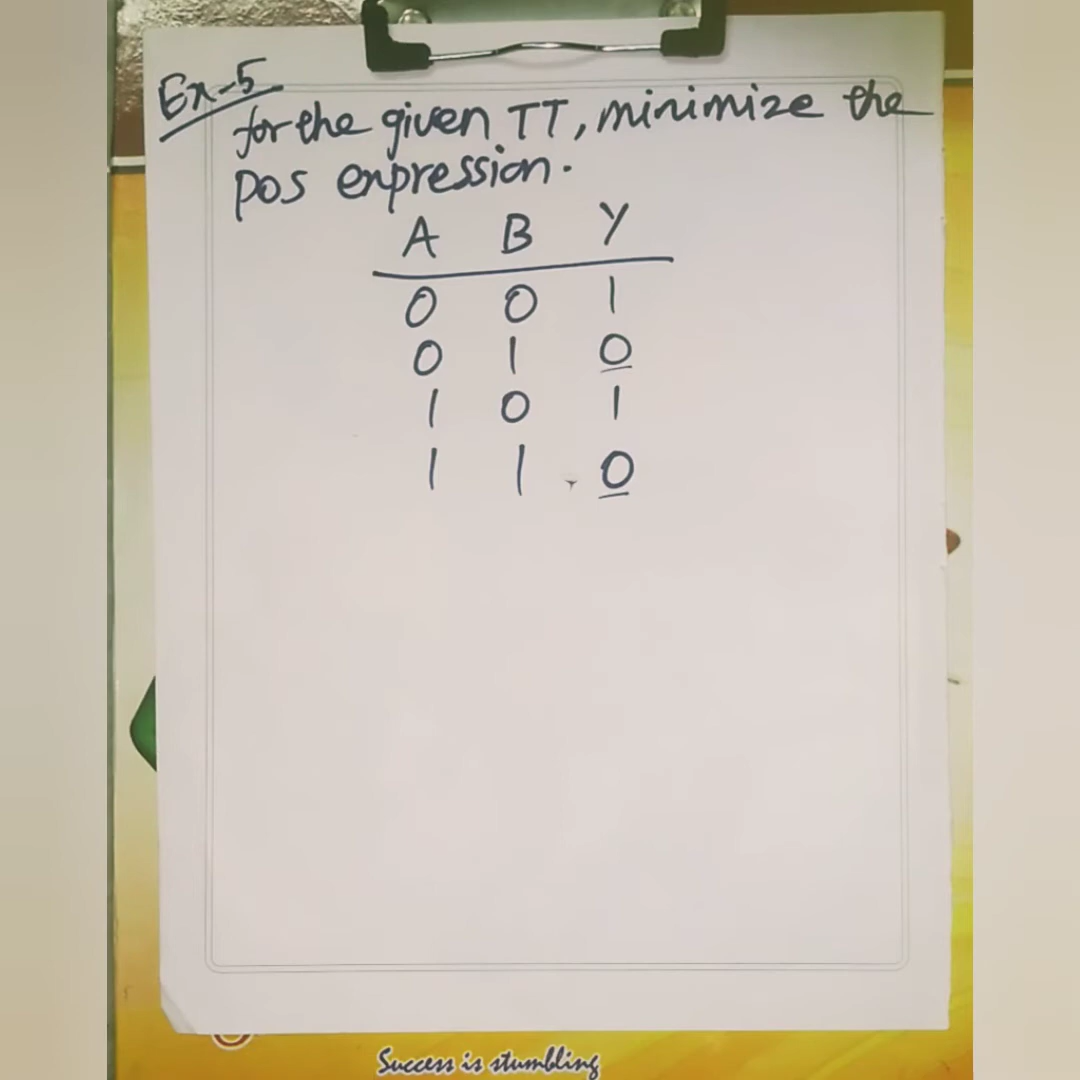 Ex-5
for the given TT, minimize the
POS expression.
A B Y
0 0 1
0 1 0
1 0 1
1 1 0
Success is stumbling